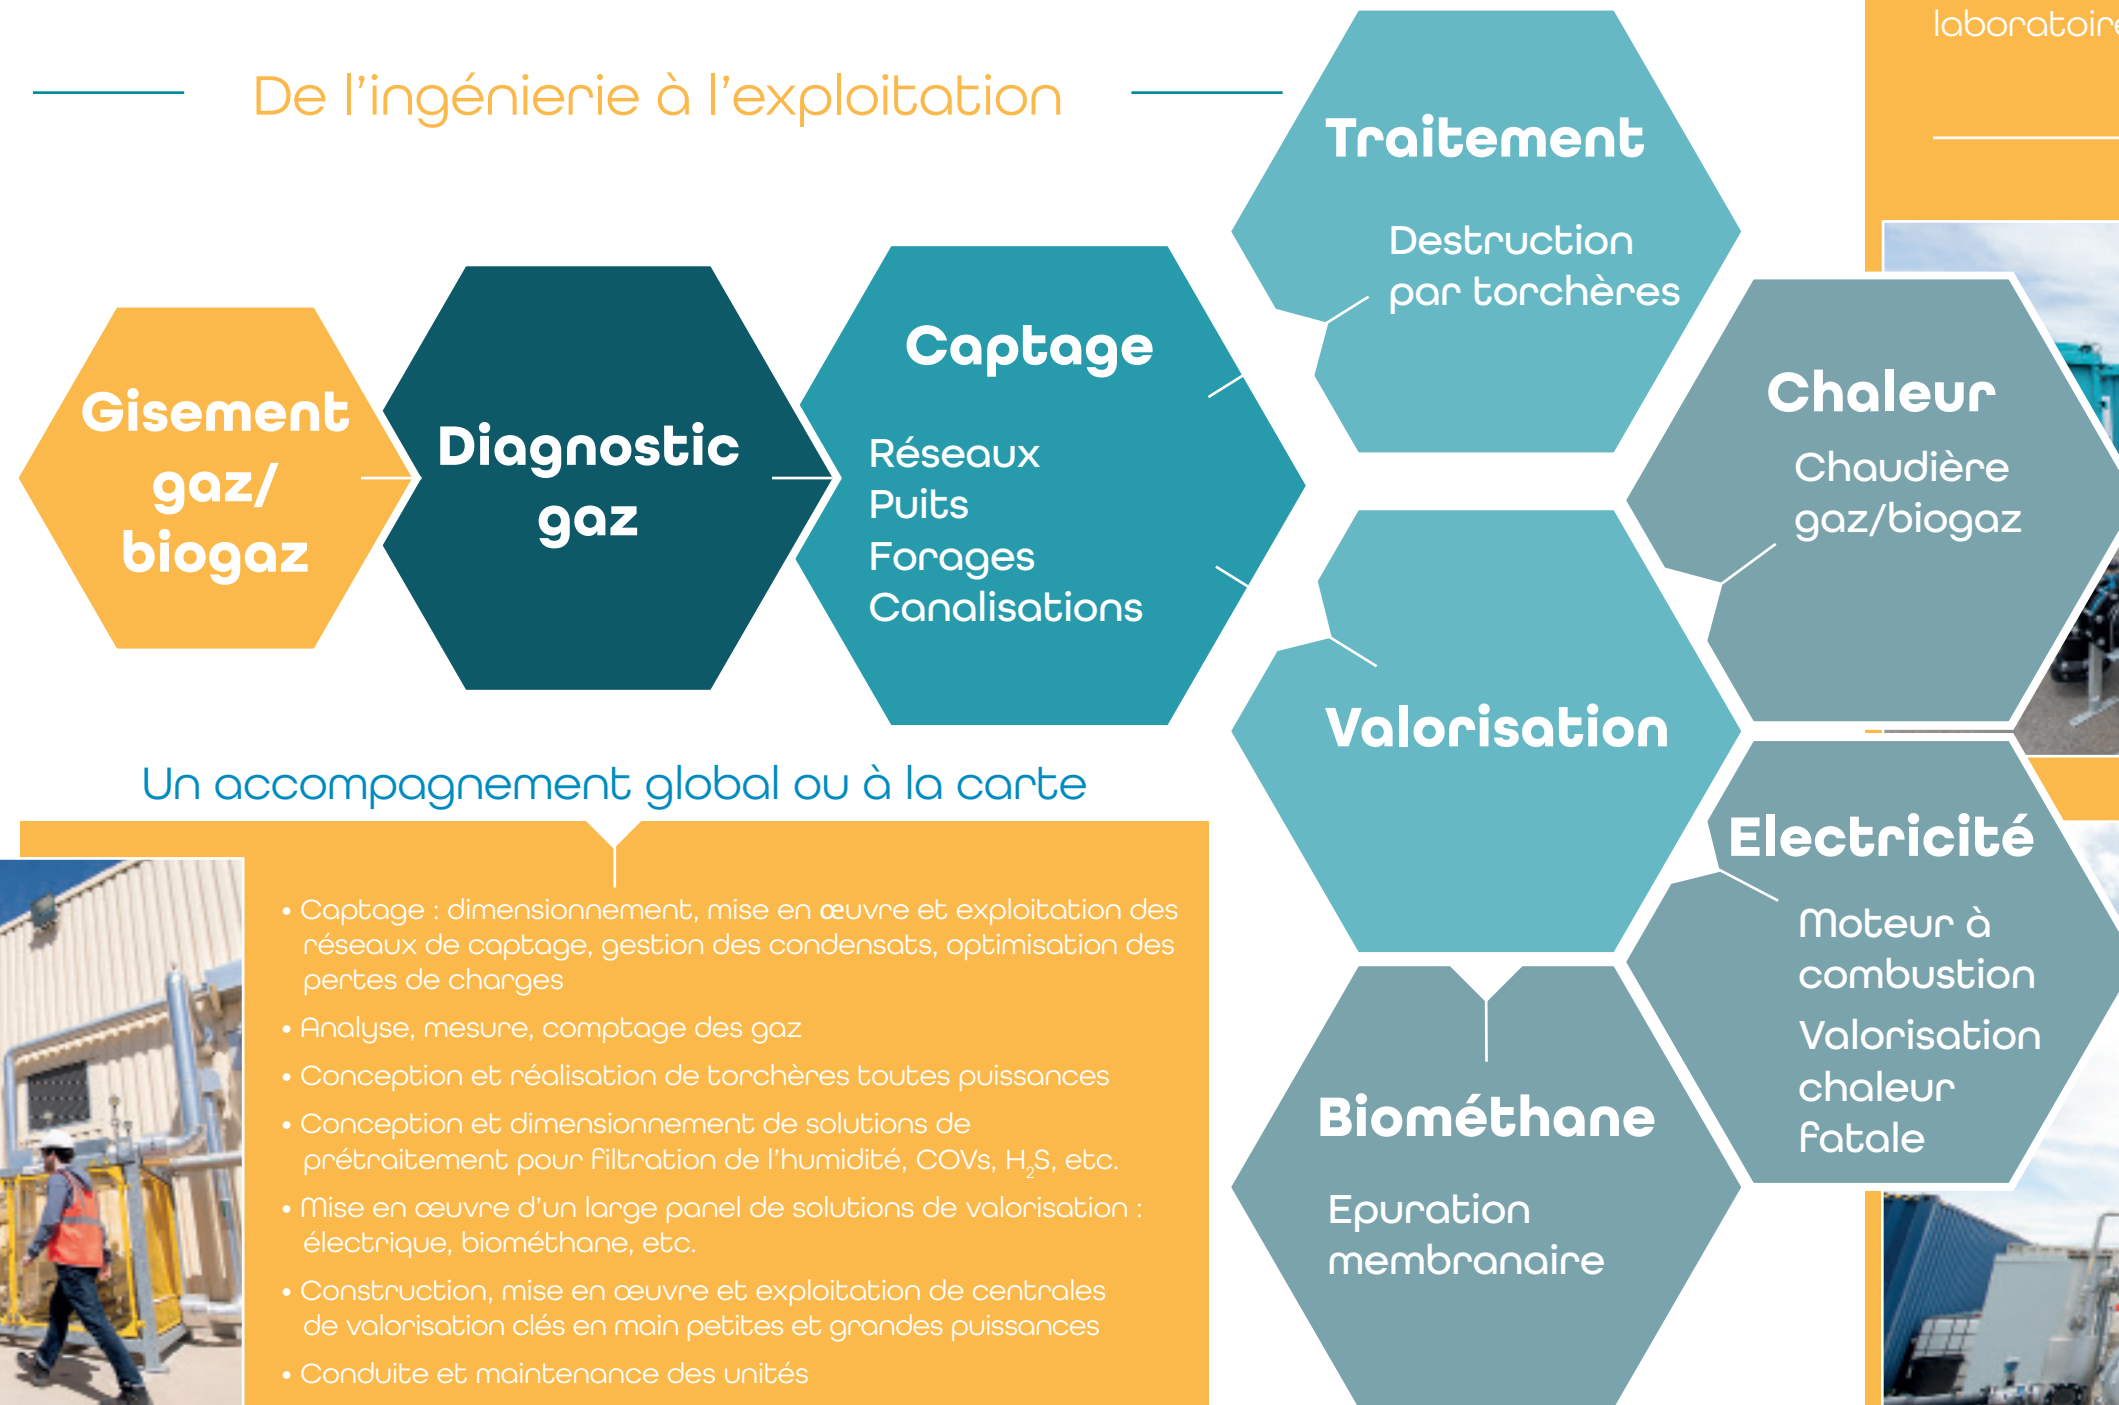 De l'ingénierie à l'exploitation
Gisement
gaz/
biogaz
Diagnostic
gaz
Captage
Réseaux
Puits
Forages
Canalisations
Traitement
Destruction
par torchères
Valorisation
Chaleur
Chaudière
gaz/biogaz
Electricité
Moteur à
combustion
Valorisation
chaleur
fatale
Biométhane
Epuration
membranaire
Un accompagnement global ou à la carte
• Captage : dimensionnement, mise en œuvre et exploitation des
réseaux de captage, gestion des condensats, optimisation des
pertes de charges
• Analyse, mesure, comptage des gaz
• Conception et réalisation de torchères toutes puissances
• Conception et dimensionnement de solutions de
prétraitement pour filtration de l'humidité, COVs, H₂S, etc.
• Mise en œuvre d'un large panel de solutions de valorisation :
électrique, biométhane, etc.
• Construction, mise en œuvre et exploitation de centrales
de valorisation clés en main petites et grandes puissances
• Conduite et maintenance des unités